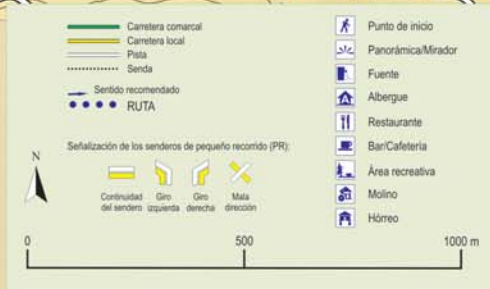 Carretera comarcal
Carretera local
Pista
Senda
Sentido recomendado
RUTA
Señalización de los senderos de pequeño recorrido (PR):
N
Continuidad del sendero
Giro izquierda
Giro derecha
Mala dirección
Punto de inicio
Panorámica/Mirador
Fuente
A
Albergue
Restaurante
Bar/Cafetería
Área recreativa
Molino
Hórreo
0 500 1000 m